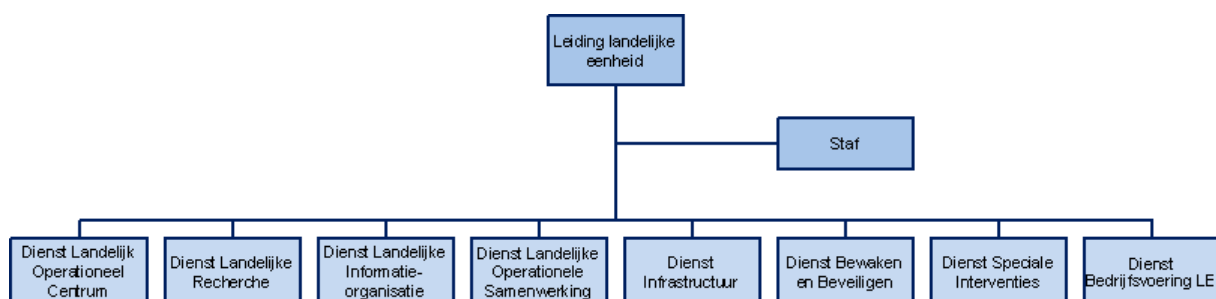 Leiding landelijke
eenheid
Staf
Dienst Landelijk
Operationeel
Centrum
Dienst Landelijke
Recherche
Dienst Landelijke
Informatie-
organisatie
Dienst Landelijke
Operationele
Samenwerking
Dienst
Infrastructuur
Dienst Bewaken
en Beveiligen
Dienst Speciale
Interventies
Dienst
Bedrijfsvoering LE